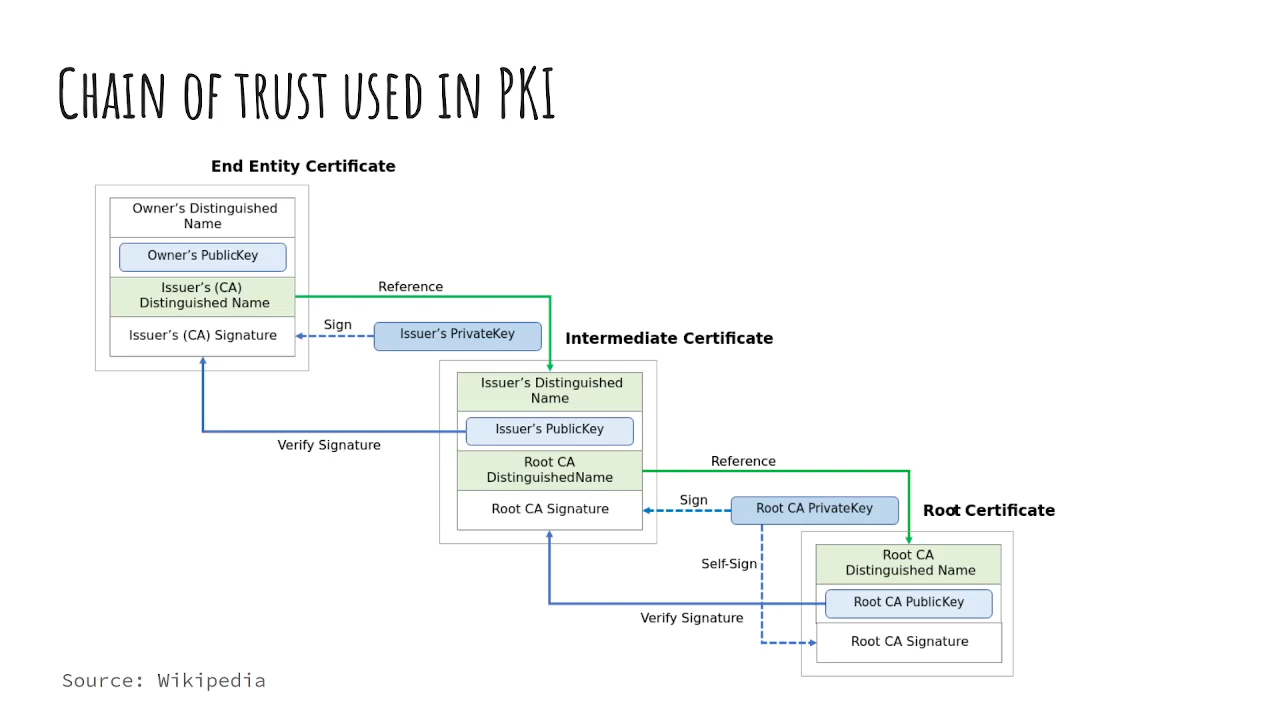 CHAIN OF TRUST USED IN PKI
End Entity Certificate
Owner's Distinguished
Name
Owner's PublicKey
Issuer's (CA)
Distinguished Name
Issuer's (CA) Signature
Reference
Sign
Issuer's PrivateKey
Intermediate Certificate
Issuer's Distinguished
Name
Issuer's PublicKey
Verify Signature
Root CA
DistinguishedName
Root CA Signature
Reference
Sign
Root CA PrivateKey
Root Certificate
Root CA
Distinguished Name
Self-Sign
Root CA PublicKey
Verify Signature
Root CA Signature
Source: Wikipedia